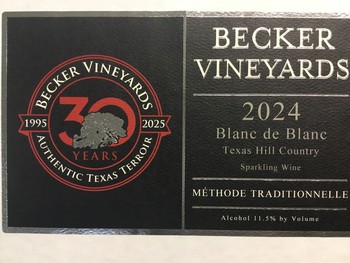 BECKER VINEYARDS
1995
30
2025
YEARS
AUTHENTIC TEXAS TERROIR
BECKER
VINEYARDS
2024
Blanc de Blanc
Texas Hill Country
Sparkling Wine
MÉTHODE TRADITIONNELLE
Alcohol 11.5% by Volume